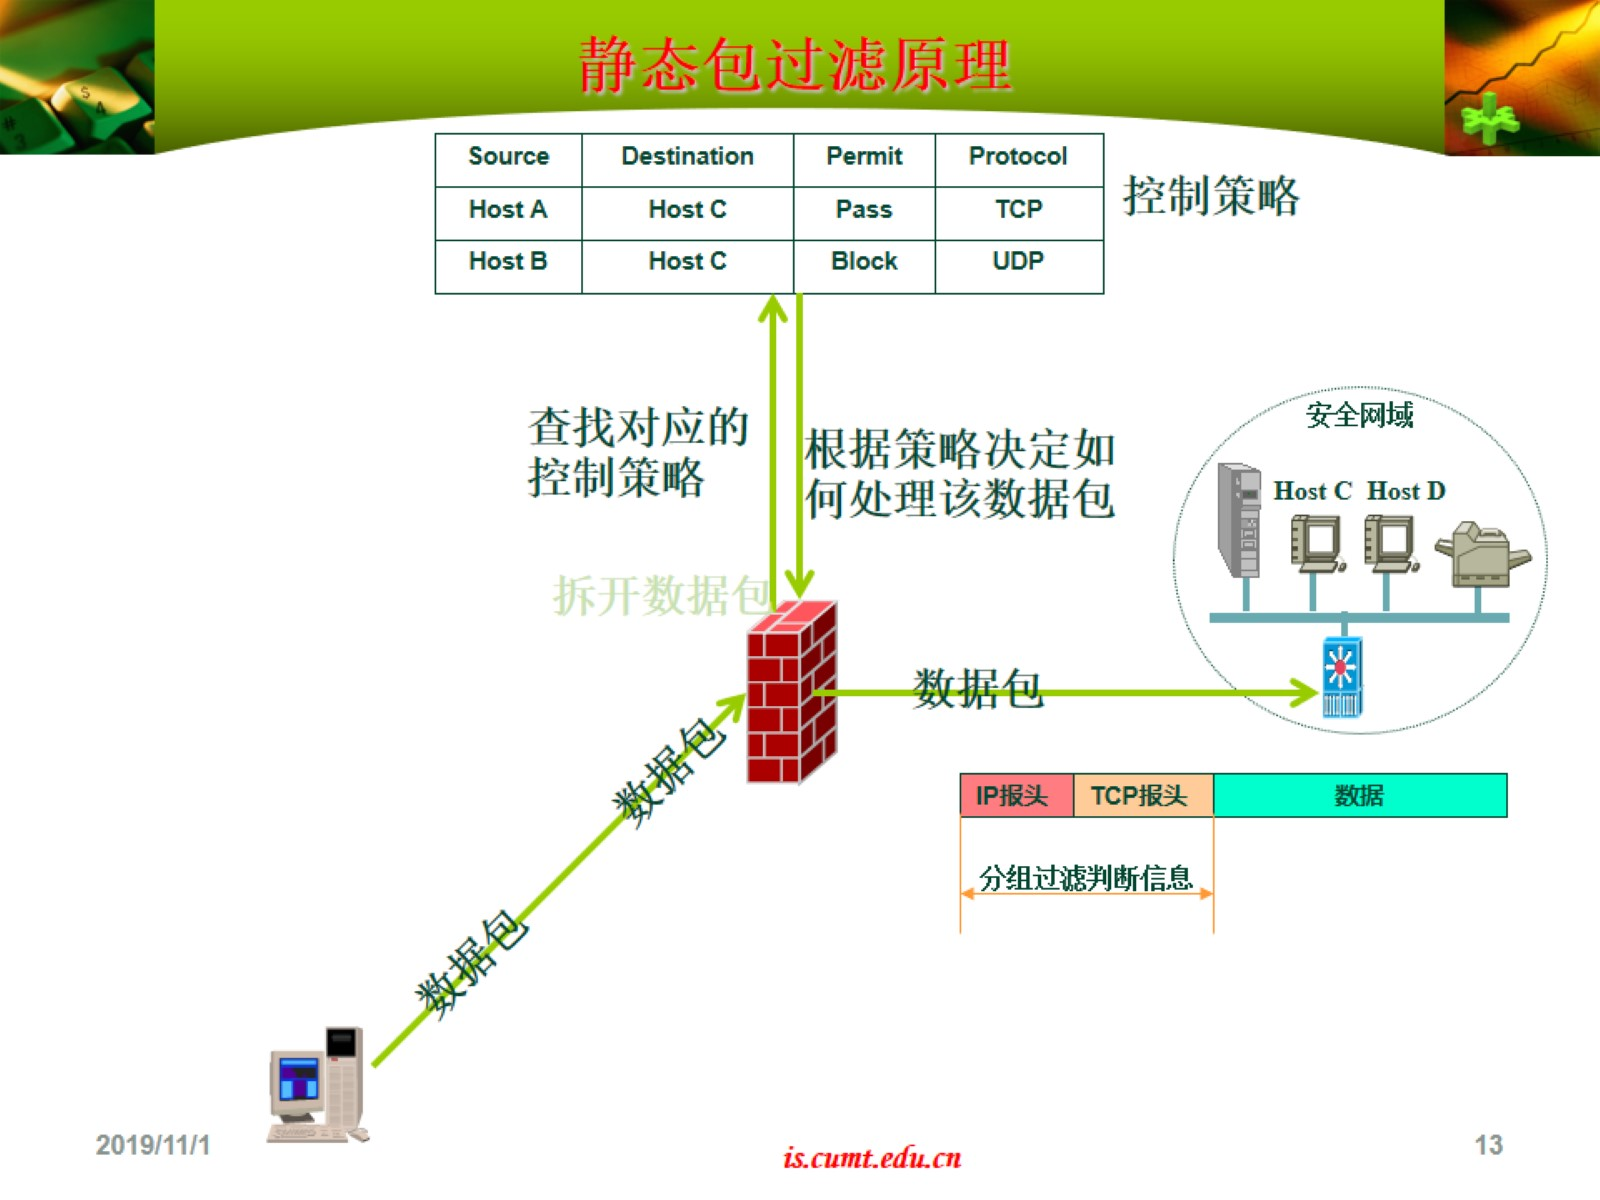 静态包过滤原理
Source Destination Permit Protocol
Host A Host C Pass TCP
Host B Host C Block UDP
控制策略
查找对应的
控制策略
根据策略决定如
何处理该数据包
拆开数据包
安全网域
Host C Host D
数据包
数据包
数据包
IP报头 TCP报头 数据
分组过滤判断信息
2019/11/1
is.cumt.edu.cn
13